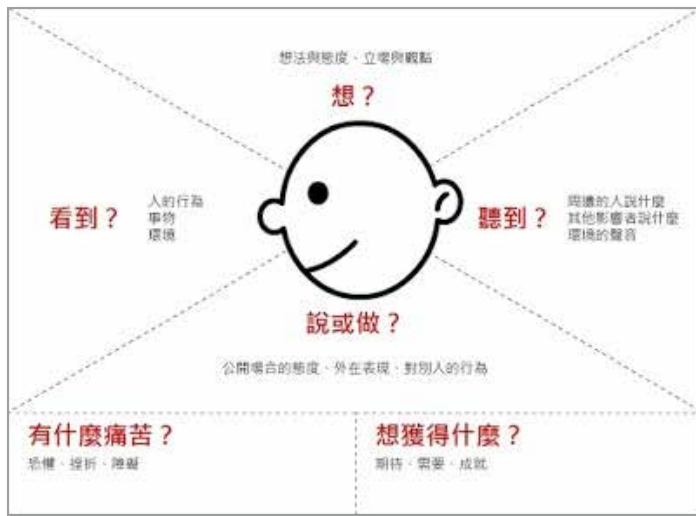 想法與態度、立場與觀點
想？
看到？
人的行為
事物
環境
聽到？
周遭的人說什麼
其他影響者說什麼
環境的聲音
說或做？
公開場合的態度、外在表現、對別人的行為
有什麼痛苦？
恐懼、挫折、障礙
想獲得什麼？
期待、需要、成就